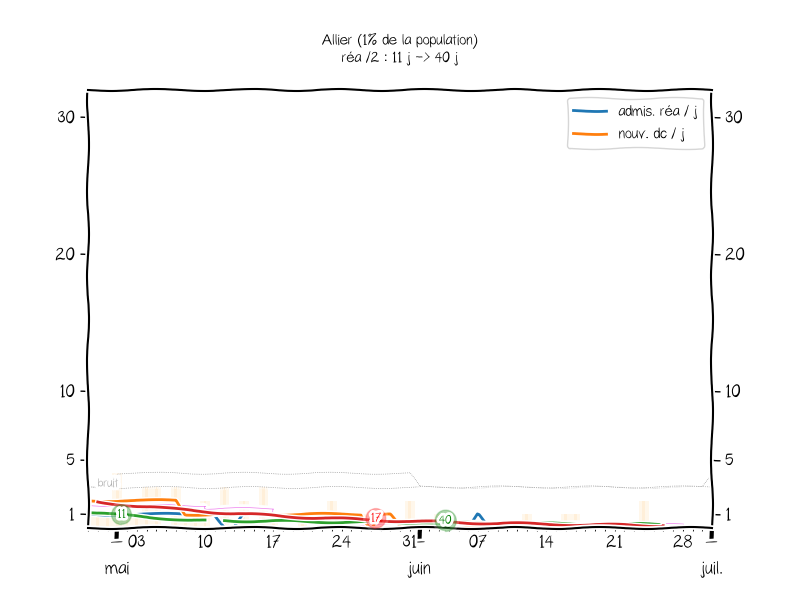 Allier (1% de la population)
réa /2 : 11 j -> 40 j
admis. réa / j
nouv. dc / j
30
30
20
20
10
10
5
5
bruit
1
1
11
17
40
03
10
17
24
31
07
14
21
28
mai
juin
juil.